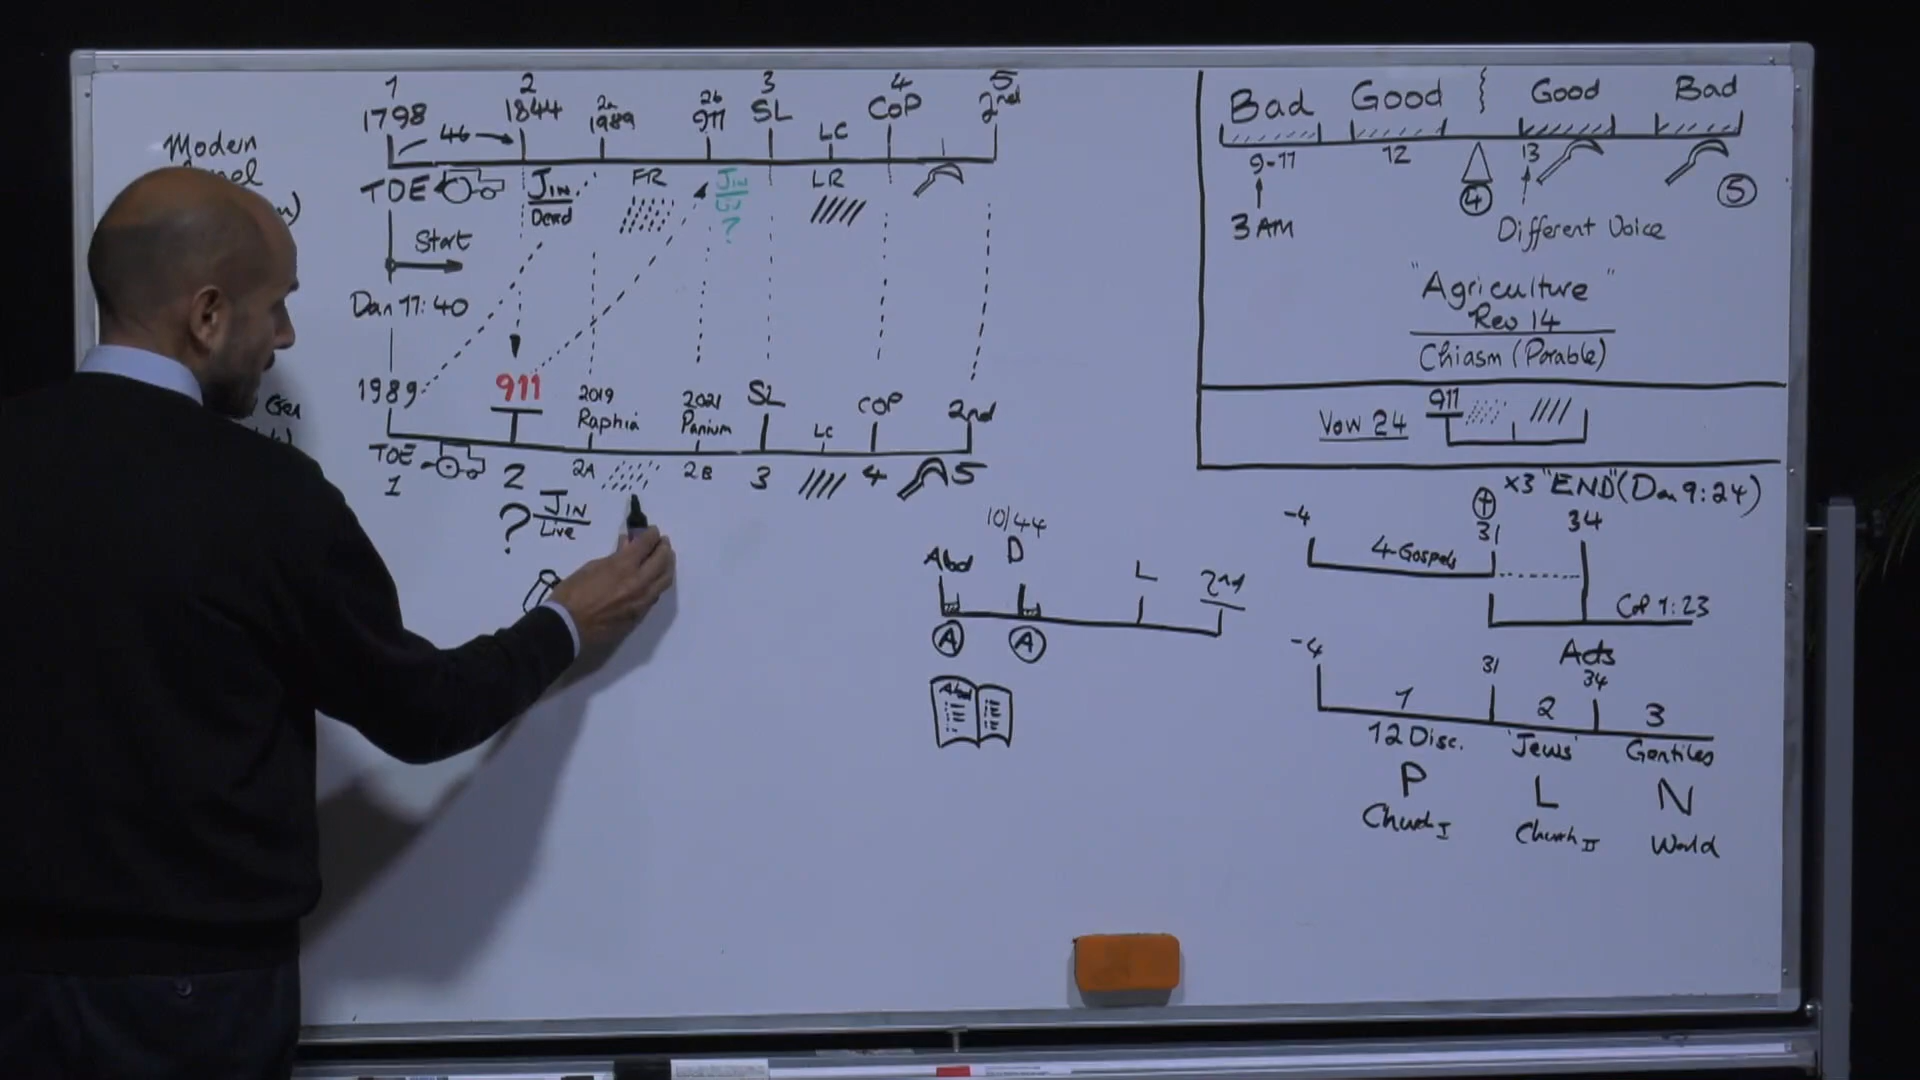 1 2 3 4 5
1798 1844 2a 1989 2b 911 SL LC CoP 2nd
46
Modern
TOE Jin FR Jin LR
Dead Liv
?
Start
Dan 11:40
1989 911 2019 2021 SL CoP 2nd
Raphia Panium LC
TOE
1 2 2A 2B 3 4 5
? Jin
Live
Bad Good Good Bad
9-11 12 13
4 5
3 AM Different Voice
"Agriculture"
Rev 14
Chiasm (Parable)
911
Vow 24
x3 "END" (Dan 9:24)
-4 31 34
4-Gospels
Col 1:23
Acts
-4 31 34
1 2 3
12 Disc. 'Jews' Gentiles
P L N
Church I Church II World
10/44
Abd D L 2nd
A A
Abd